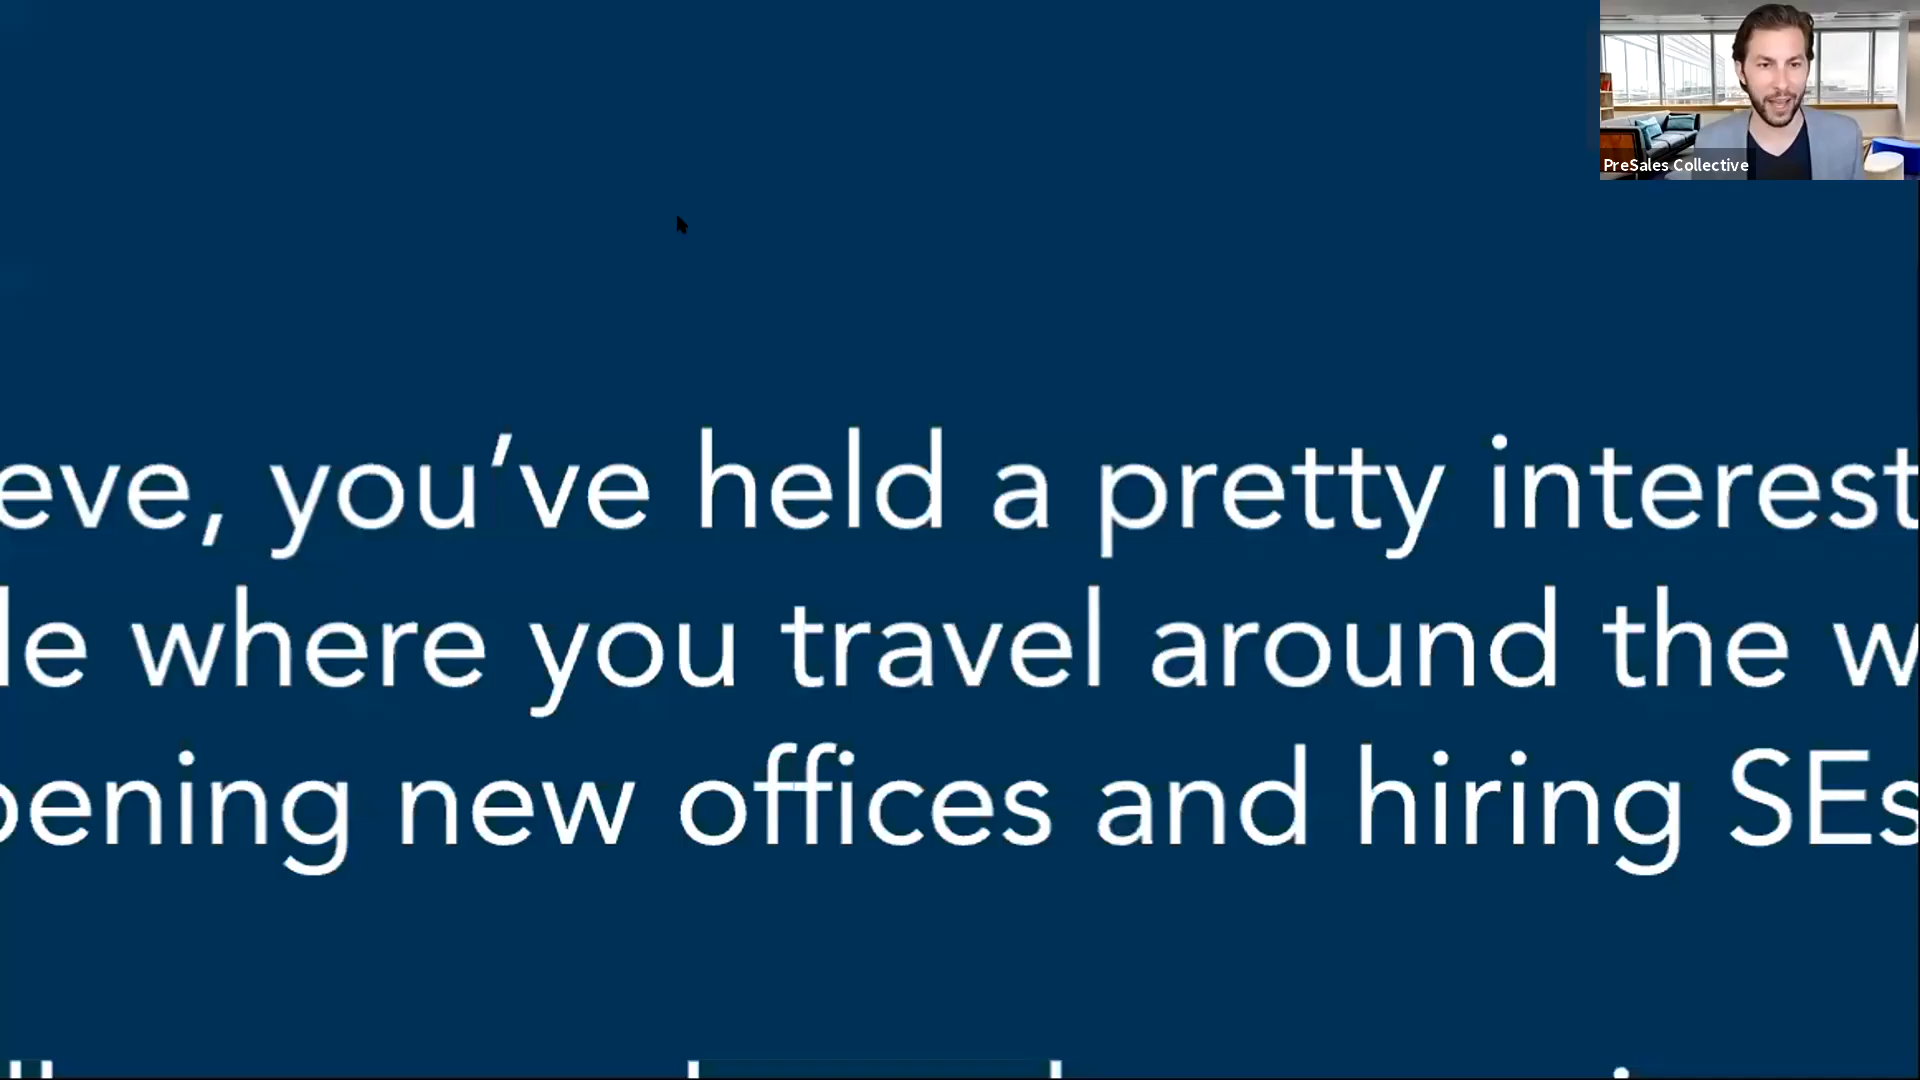 PreSales Collective
eve, you’ve held a pretty interest
le where you travel around the w
pening new offices and hiring SEs